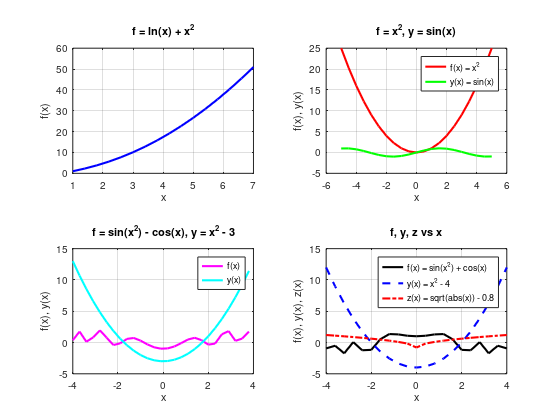 f = ln(x) + x²
60
50
40
30
20
10
0
f(x)
1 2 3 4 5 6 7
x
f = x², y = sin(x)
25
20
15
10
5
0
-5
f(x), y(x)
f(x) = x²
y(x) = sin(x)
-6 -4 -2 0 2 4 6
x
f = sin(x²) - cos(x), y = x² - 3
15
10
5
0
-5
f(x), y(x)
f(x)
y(x)
-4 -2 0 2 4
x
f, y, z vs x
15
10
5
0
-5
f(x), y(x), z(x)
f(x) = sin(x²) + cos(x)
y(x) = x² - 4
z(x) = sqrt(abs(x)) - 0.8
-4 -2 0 2 4
x